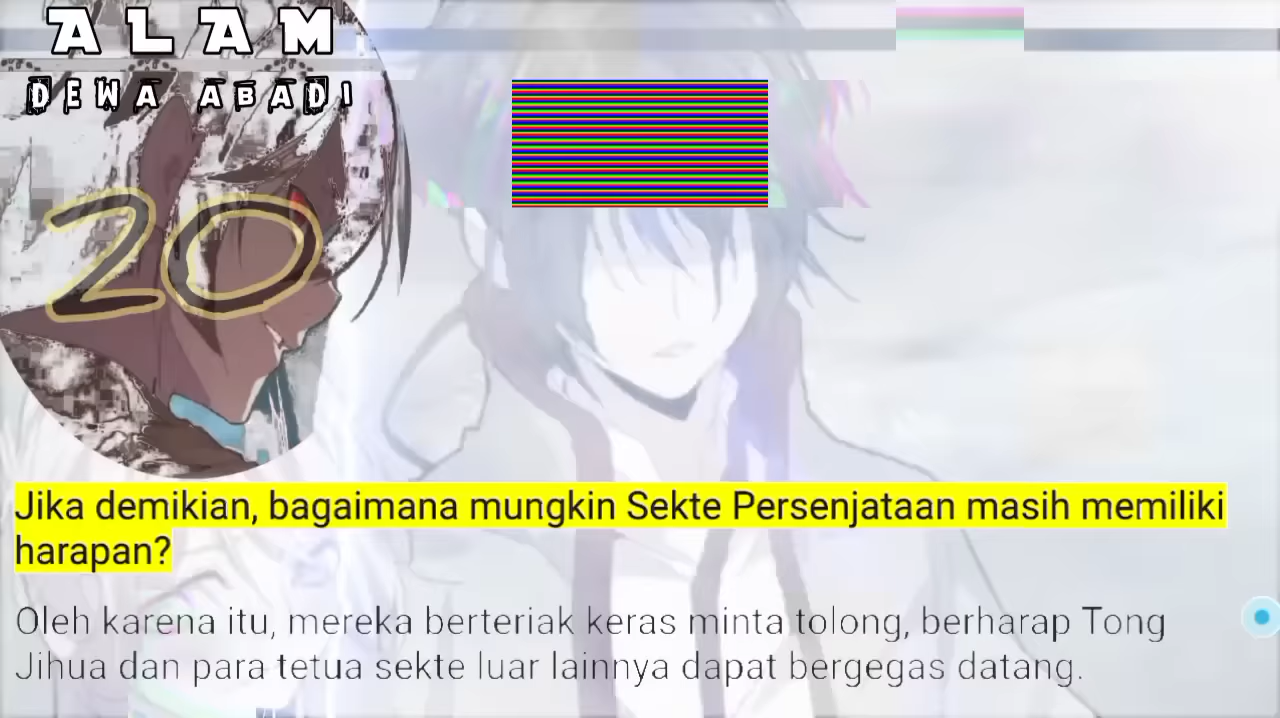 ALAM
DEWA ABADI
20
Jika demikian, bagaimana mungkin Sekte Persenjataan masih memiliki
harapan?
Oleh karena itu, mereka berteriak keras minta tolong, berharap Tong
Jihua dan para tetua sekte luar lainnya dapat bergegas datang.